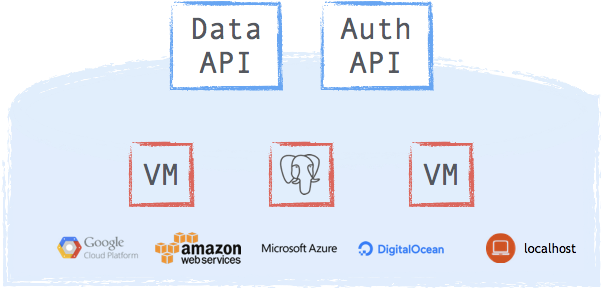 Data API
Auth API
VM
VM
Google Cloud Platform
amazon web services
Microsoft Azure
DigitalOcean
localhost